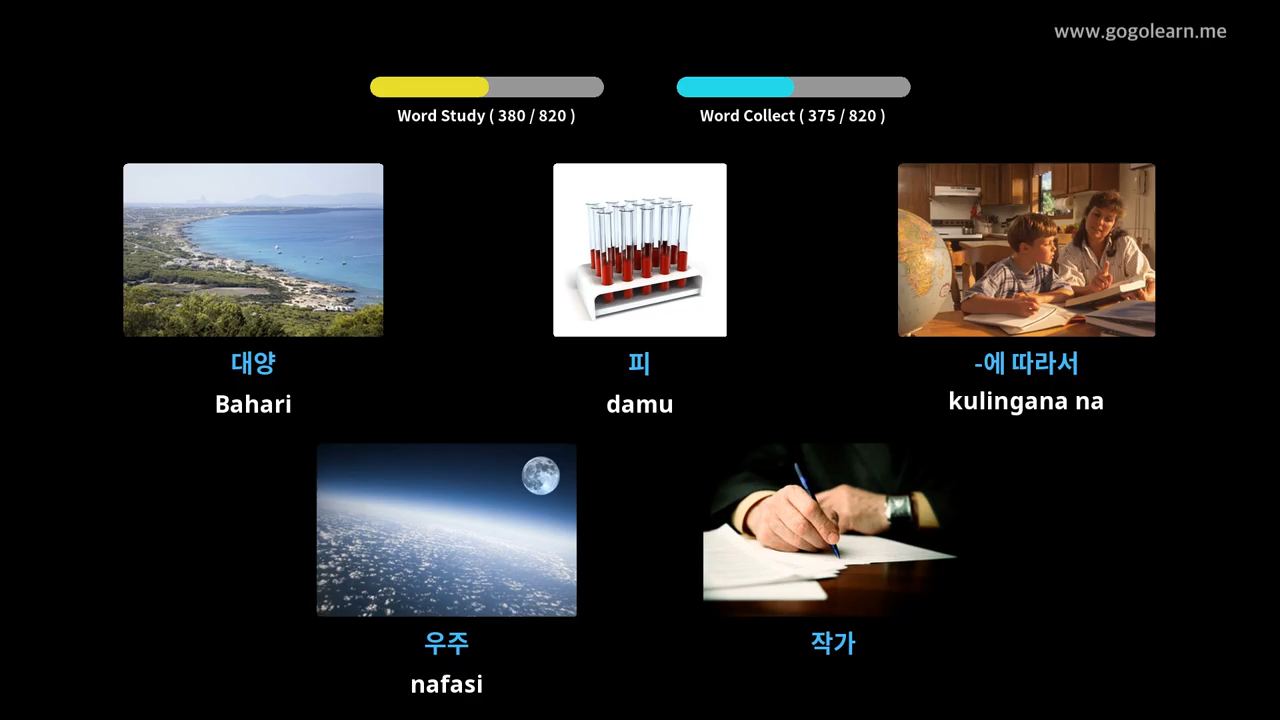 www.gogolearn.me
Word Study ( 380 / 820 )
Word Collect ( 375 / 820 )
대양
Bahari
피
damu
-에 따라서
kulingana na
우주
nafasi
작가